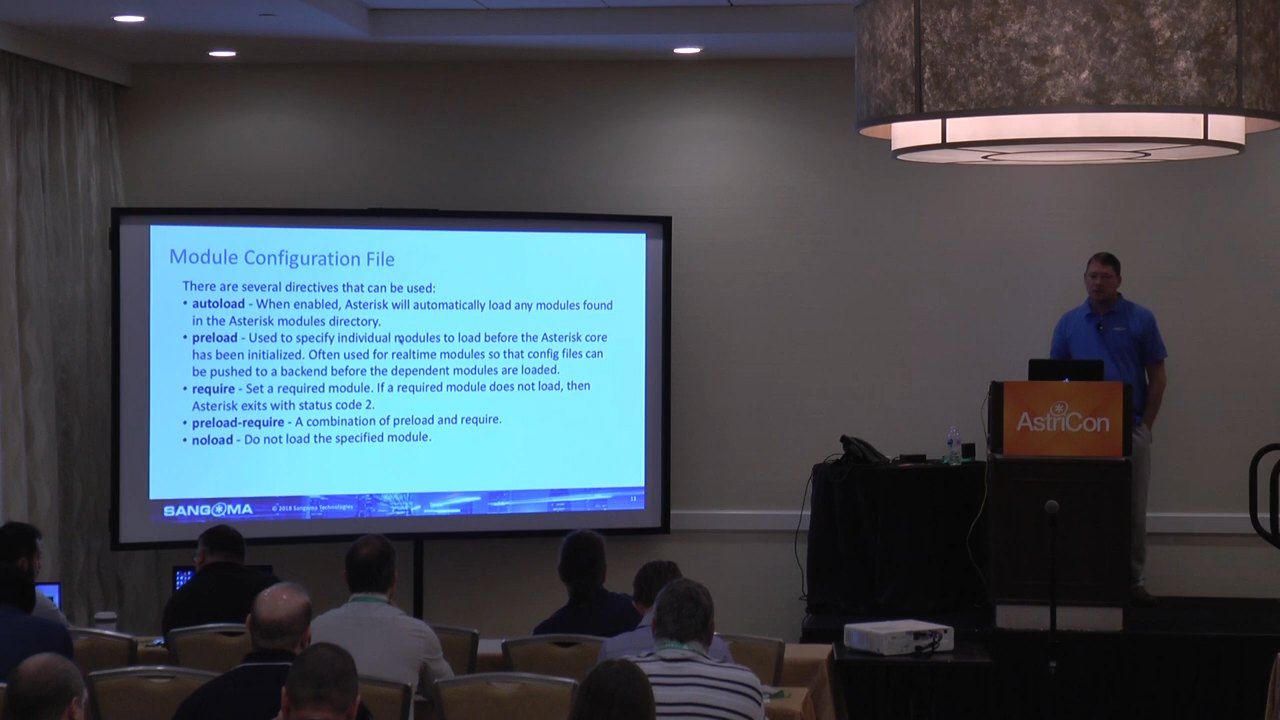 Module Configuration File
There are several directives that can be used:
• autoload - When enabled, Asterisk will automatically load any modules found
in the Asterisk modules directory.
• preload - Used to specify individual modules to load before the Asterisk core
has been initialized. Often used for realtime modules so that config files can
be pushed to a backend before the dependent modules are loaded.
• require - Set a required module. If a required module does not load, then
Asterisk exits with status code 2.
• preload-require - A combination of preload and require.
• noload - Do not load the specified module.
SANGOMA
© 2018 Sangoma Technologies
AstriCon